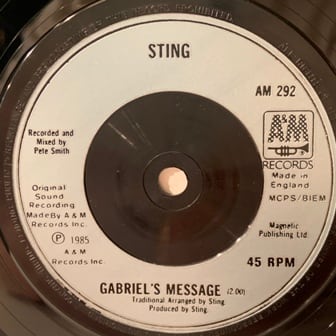 STING
AM 292
Recorded and
Mixed by
Pete Smith
A&M
RECORDS
Made in
England
MCPS/BIEM
Original
Sound
Recording
MadeBy A & M
Records Inc.
Ⓟ 1985
A & M
Records Inc.
Magnetic
Publishing Ltd.
45 RPM
GABRIEL'S MESSAGE (2.00)
Traditional Arranged by Sting.
Produced by Sting.